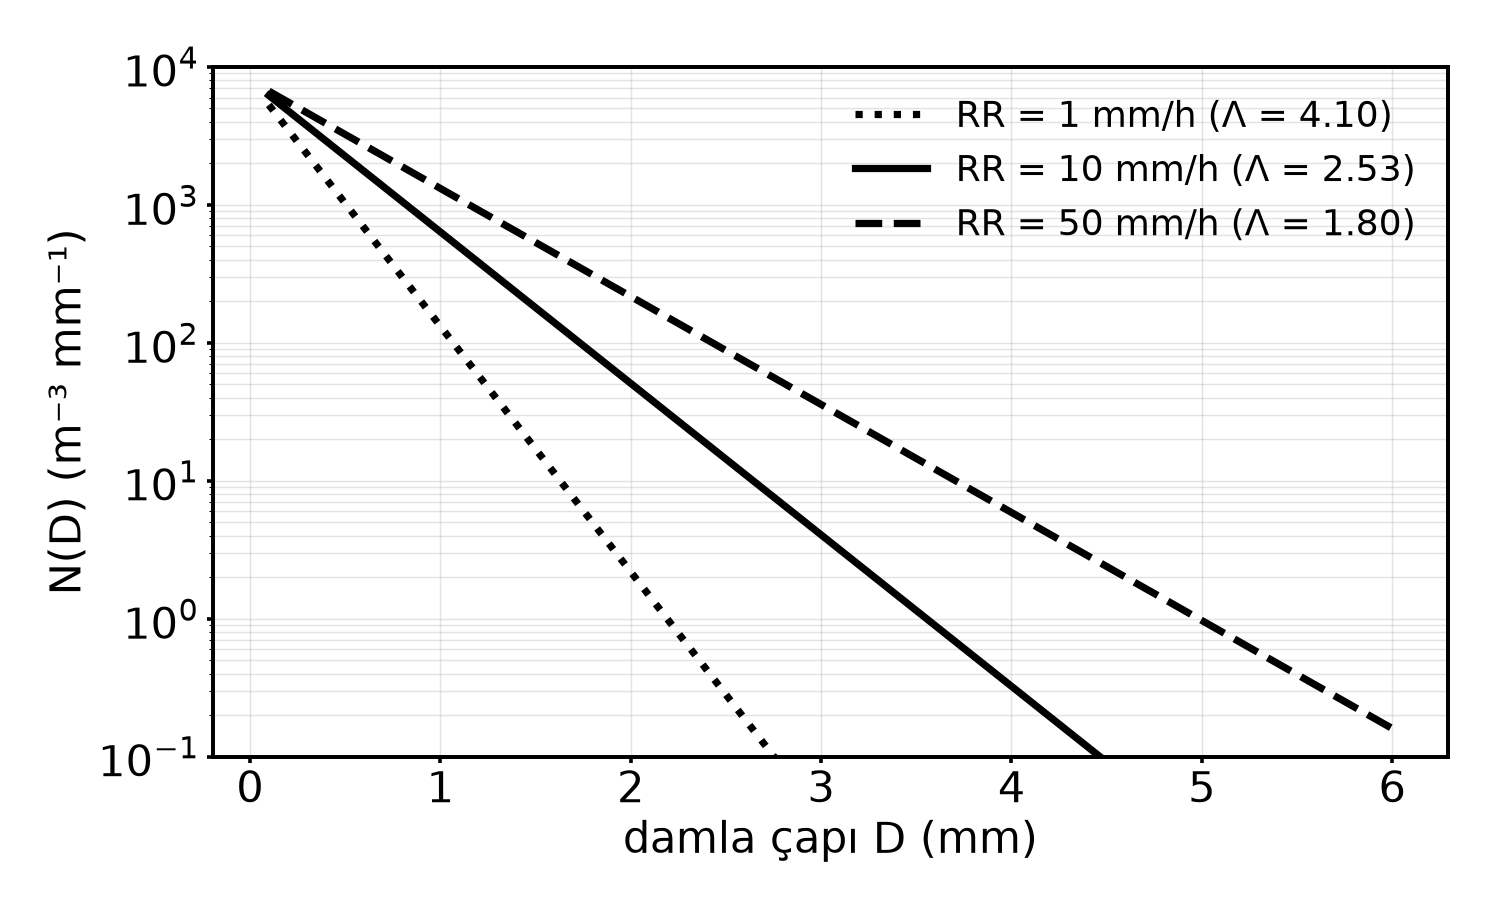 RR = 1 mm/h (Λ = 4.10)
RR = 10 mm/h (Λ = 2.53)
RR = 50 mm/h (Λ = 1.80)
N(D) (m⁻³ mm⁻¹)
10⁴
10³
10²
10¹
10⁰
10⁻¹
0 1 2 3 4 5 6
damla çapı D (mm)